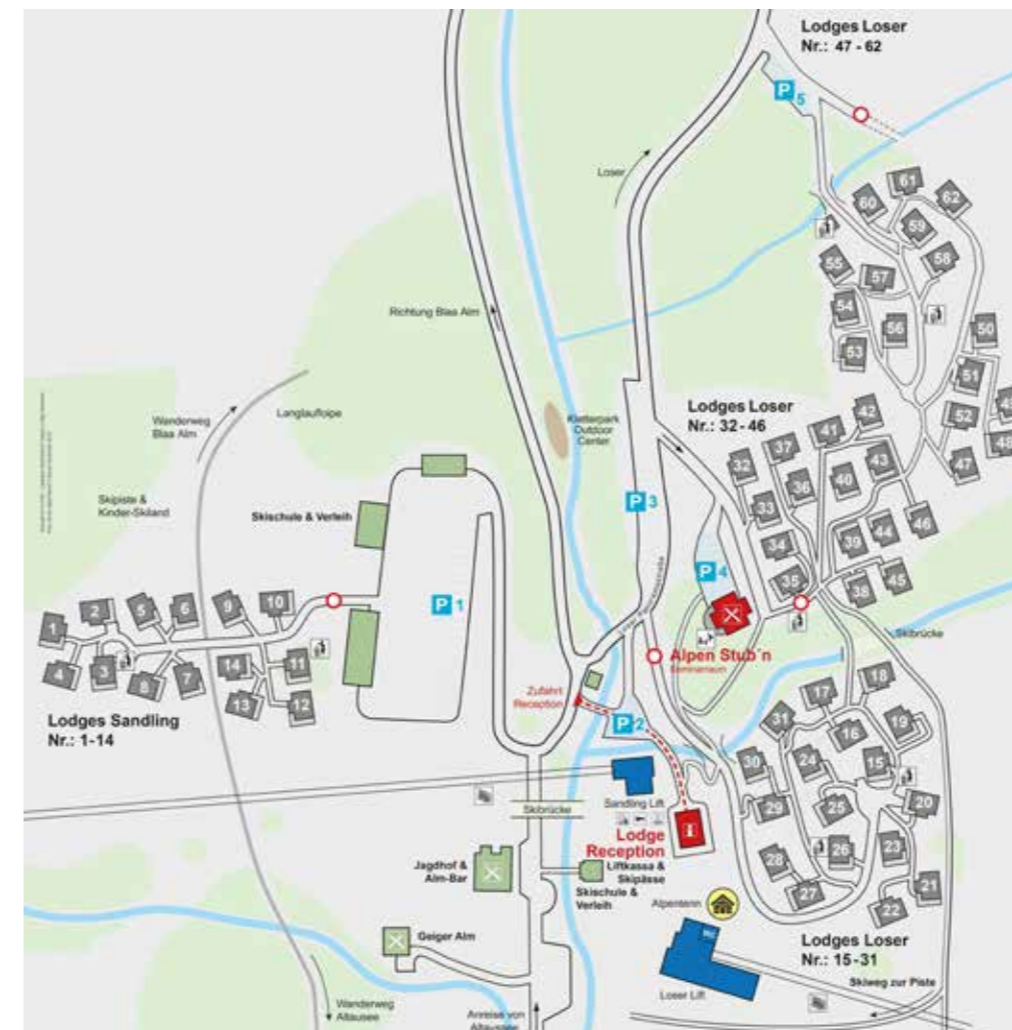 Lodges Loser
Nr.: 47 - 62
P 5
Loser
61
60
62
59
55
57
58
54
56
50
53
51
52
48
47
Richtung Blaa Alm
Wanderweg
Blaa Alm
Langlaufloipe
Kletterpark
Outdoor
Center
Lodges Loser
Nr.: 32 - 46
42
41
37
43
32
36
40
33
46
44
39
34
35
45
38
Skipiste &
Kinder-Skiland
Skischule & Verleih
P 3
P 4
P 1
1
2
5
6
9
10
4
3
8
7
14
11
13
12
Lodges Sandling
Nr.: 1-14
Alpen Stub´n
Seminarraum
Skibrücke
Zufahrt
Reception
P 2
18
17
31
19
16
30
24
15
29
25
20
28
26
23
27
21
22
Sandling Lift
Skibrücke
Lodge
Reception
Jagdhof &
Alm-Bar
Liftkassa &
Skipässe
Skischule &
Verleih
Alpentenn
Geiger Alm
Lodges Loser
Nr.: 15-31
Loser Lift
Skiweg zur Piste
Wanderweg
Altaussee
Anreise von
Altaussee